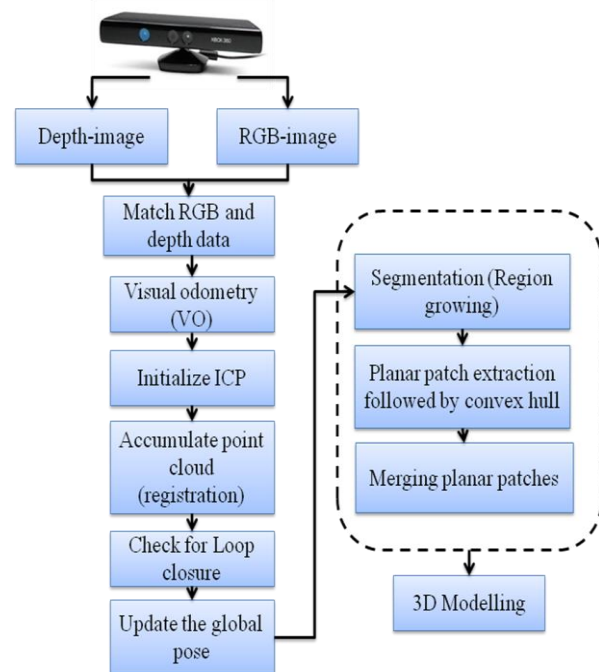 XBOX 360
Depth-image
RGB-image
Match RGB and
depth data
Visual odometry
(VO)
Initialize ICP
Accumulate point
cloud
(registration)
Check for Loop
closure
Update the global
pose
Segmentation (Region
growing)
Planar patch extraction
followed by convex hull
Merging planar patches
3D Modelling